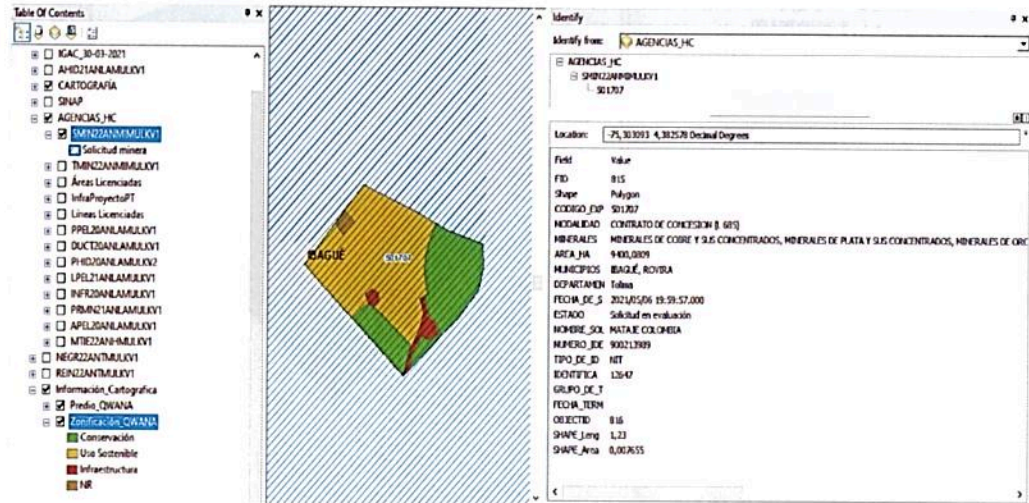 Table Of Contents
IGAC_30-03-2021
AHID21ANLAMULKV1
CARTOGRAFÍA
SINAP
AGENCIAS_HC
SMIN22ANMIMULKV1
Solicitud minera
TMIN22ANMIMULKV1
Áreas Licenciadas
InfraProyectoPT
Líneas Licenciadas
PPEL20ANLAMULKV1
DUCT20ANLAMULKV1
PHID20ANLAMULKV2
LPEL21ANLAMULKV1
INFR20ANLAMULKV1
PRMN21ANLAMULKV1
APEL20ANLAMULKV1
MTIE22ANHMULKV1
NEGR22ANTMULKV1
REIN22ANTMULKV1
Información_Cartografica
Predio_QWANA
Zonificación_QWANA
Conservación
Uso Sostenible
Infraestructura
NR
IBAGUÉ
501707
Identify
Identify from: AGENCIAS_HC
AGENCIAS_HC
SMIN22ANMIMULKV1
501707
Location: -75,303093 4,382578 Decimal Degrees
Field Value
FID 815
Shape Polygon
CODIGO_EXP 501707
MODALIDAD CONTRATO DE CONCESION (L 685)
MINERALES MINERALES DE COBRE Y SUS CONCENTRADOS, MINERALES DE PLATA Y SUS CONCENTRADOS, MINERALES DE ORO
AREA_HA 9400,0809
MUNICIPIOS IBAGUÉ, ROVIRA
DEPARTAMEN Tolima
FECHA_DE_S 2021/05/06 19:59:57,000
ESTADO Solicitud en evaluación
NOMBRE_SOL MATAJE COLOMBIA
NUMERO_IDE 900213989
TIPO_DE_ID NIT
IDENTIFICA 12647
GRUPO_DE_T
FECHA_TERM
OBJECTID 816
SHAPE_Leng 1,23
SHAPE_Area 0,007655